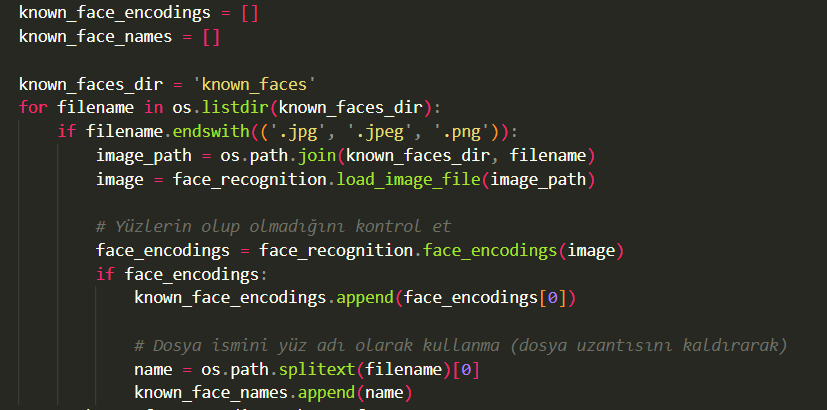 known_face_encodings = []
known_face_names = []
known_faces_dir = 'known_faces'
for filename in os.listdir(known_faces_dir):
    if filename.endswith(('.jpg', '.jpeg', '.png')):
        image_path = os.path.join(known_faces_dir, filename)
        image = face_recognition.load_image_file(image_path)
        # Yüzlerin olup olmadığını kontrol et
        face_encodings = face_recognition.face_encodings(image)
        if face_encodings:
            known_face_encodings.append(face_encodings[0])
            # Dosya ismini yüz adı olarak kullanma (dosya uzantısını kaldırarak)
            name = os.path.splitext(filename)[0]
            known_face_names.append(name)